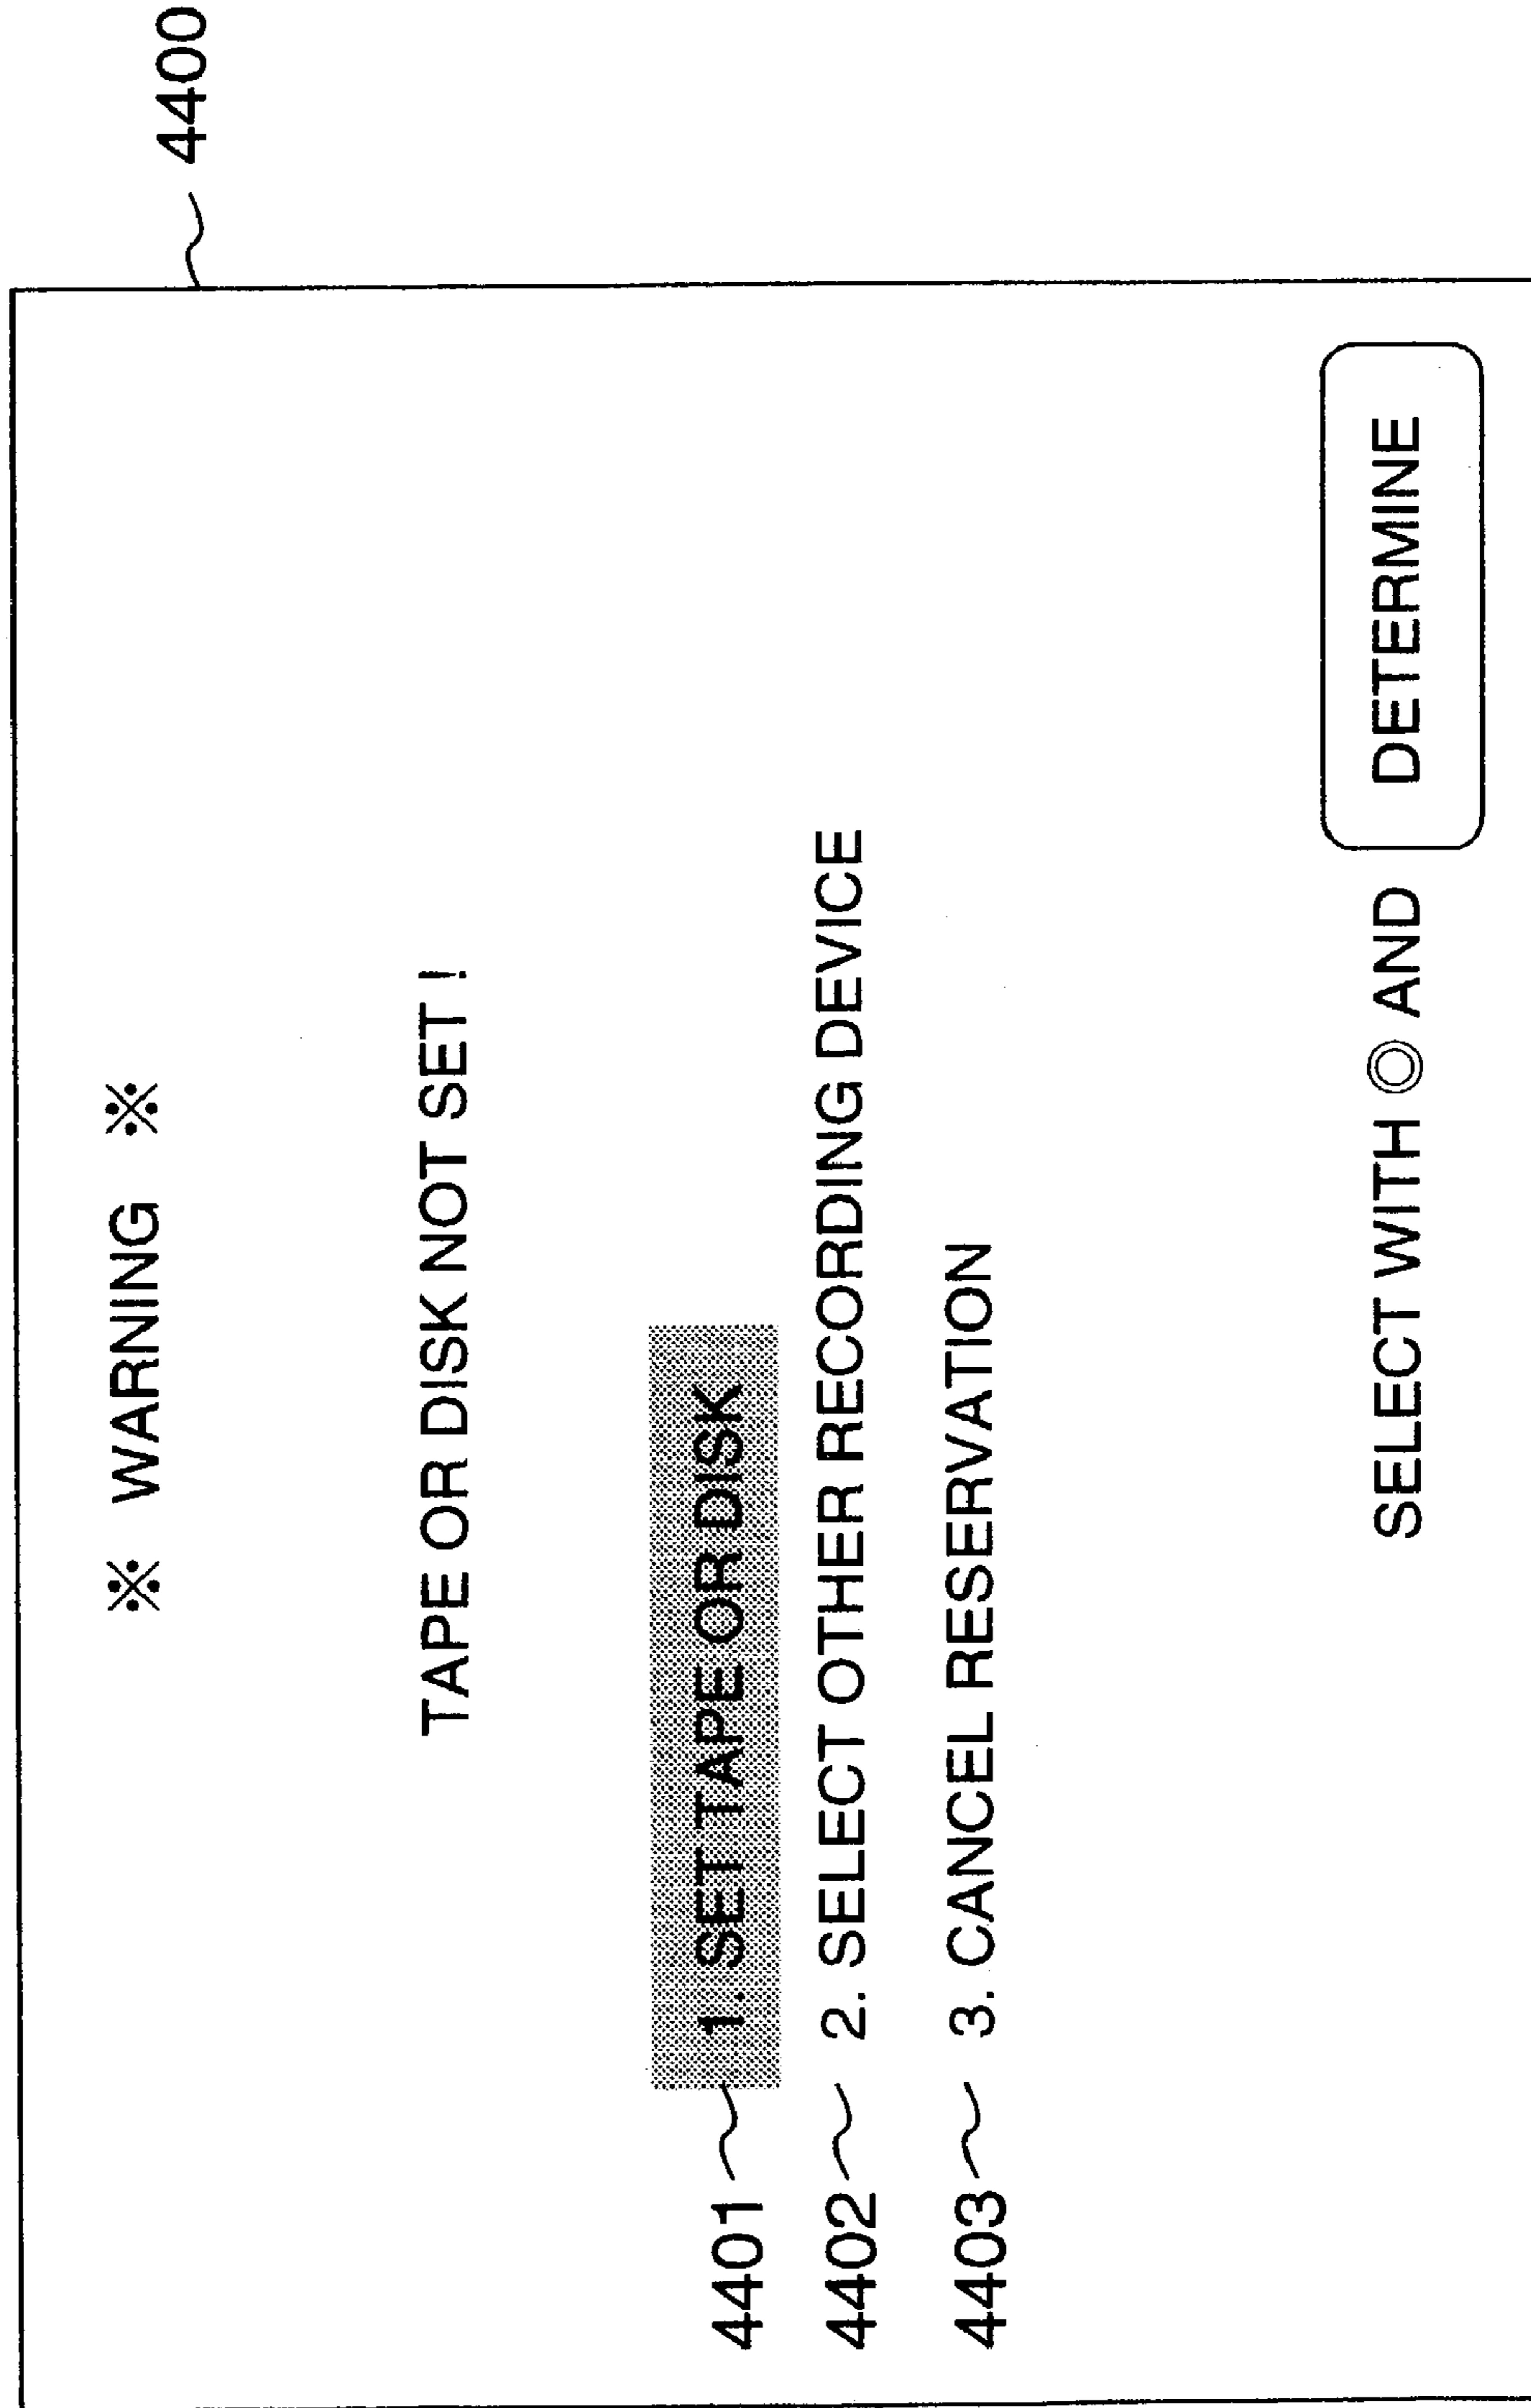 4400
※ WARNING ※
TAPE OR DISK NOT SET !
4401 1. SET TAPE OR DISK
4402 2. SELECT OTHER RECORDING DEVICE
4403 3. CANCEL RESERVATION
SELECT WITH ◎ AND DETERMINE